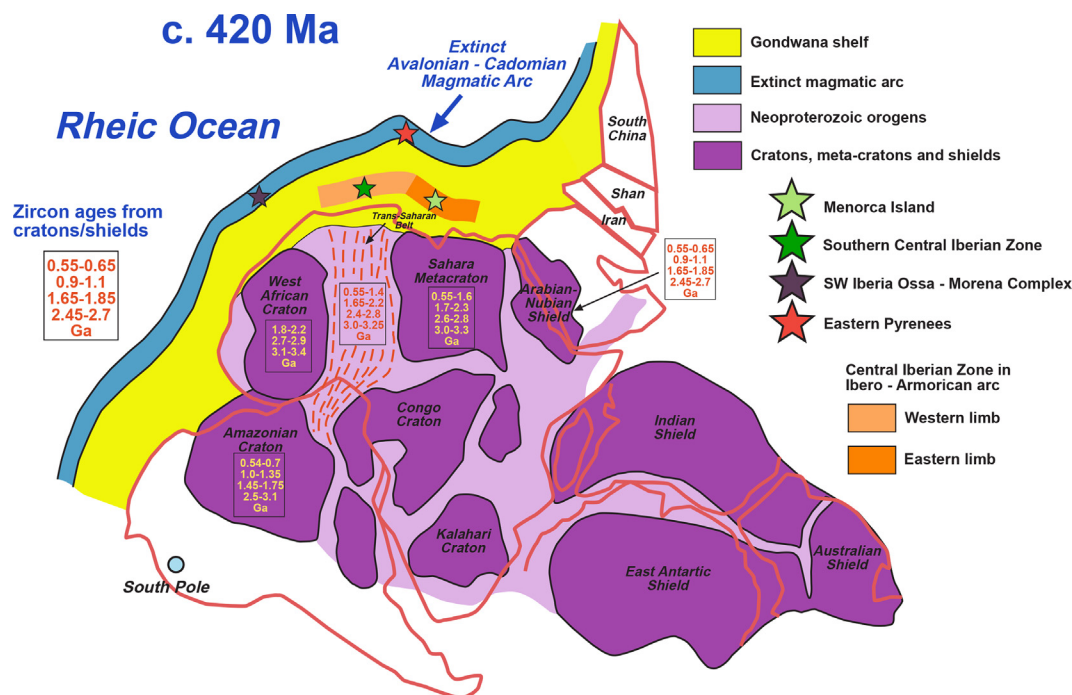 c. 420 Ma
Extinct
Avalonian - Cadomian
Magmatic Arc
Rheic Ocean
Zircon ages from
cratons/shields
0.55-0.65
0.9-1.1
1.65-1.85
2.45-2.7
Ga
Trans-Saharan
Belt
West
African
Craton
1.8-2.2
2.7-2.9
3.1-3.4
Ga
0.55-1.4
1.65-2.2
2.4-2.8
3.0-3.25
Ga
Sahara
Metacraton
0.55-1.6
1.7-2.3
2.6-2.8
3.0-3.3
Ga
Arabian-
Nubian
Shield
0.55-0.65
0.9-1.1
1.65-1.85
2.45-2.7
Ga
South
China
Shan
Iran
Amazonian
Craton
0.54-0.7
1.0-1.35
1.45-1.75
2.5-3.1
Ga
Congo
Craton
Kalahari
Craton
Indian
Shield
East Antartic
Shield
Australian
Shield
South Pole
Gondwana shelf
Extinct magmatic arc
Neoproterozoic orogens
Cratons, meta-cratons and shields
Menorca Island
Southern Central Iberian Zone
SW Iberia Ossa - Morena Complex
Eastern Pyrenees
Central Iberian Zone in
Ibero - Armorican arc
Western limb
Eastern limb